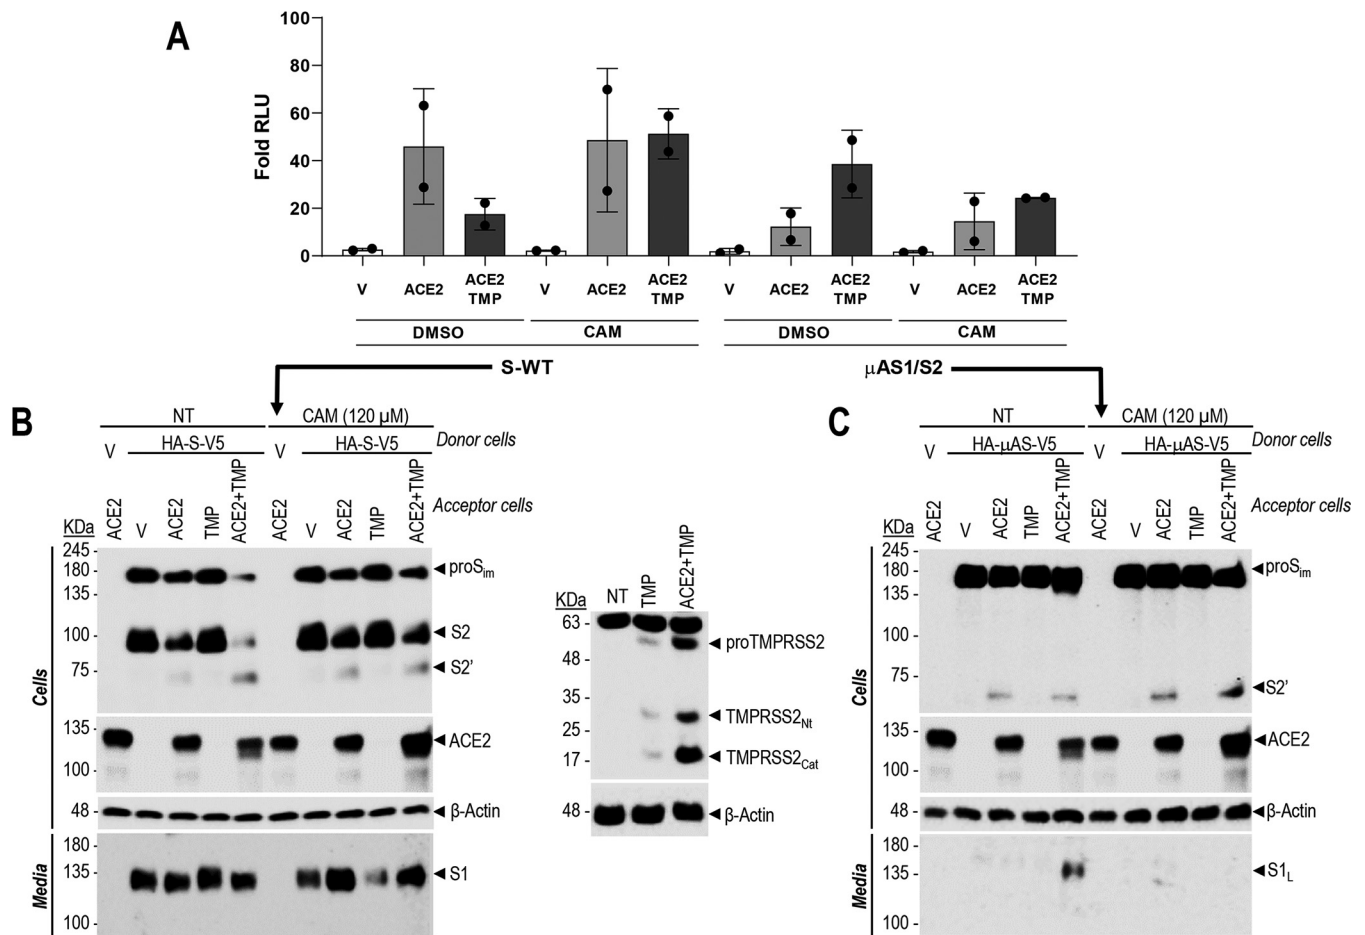 A
Fold RLU
100
80
60
40
20
0
V ACE2 ACE2 TMP V ACE2 ACE2 TMP V ACE2 ACE2 TMP V ACE2 ACE2 TMP
DMSO CAM DMSO CAM
S-WT μAS1/S2
B
NT CAM (120 μM)
V HA-S-V5 V HA-S-V5 Donor cells
ACE2 V ACE2 TMP ACE2+TMP ACE2 V ACE2 TMP ACE2+TMP Acceptor cells
KDa
245 -
180 - proSim
135 -
100 - S2
75 - S2'
Cells
135 - ACE2
100 -
48 - β-Actin
Media
180 -
135 - S1
100 -
KDa NT TMP ACE2+TMP
63 -
proTMPRSS2
48 -
35 -
TMPRSS2Nt
25 -
17 - TMPRSS2Cat
48 - β-Actin
C
NT CAM (120 μM)
V HA-μAS-V5 V HA-μAS-V5 Donor cells
ACE2 V ACE2 TMP ACE2+TMP ACE2 V ACE2 TMP ACE2+TMP Acceptor cells
KDa
245 -
180 - proSim
135 -
100 -
75 - S2'
Cells
135 - ACE2
100 -
48 - β-Actin
Media
180 -
135 - S1L
100 -